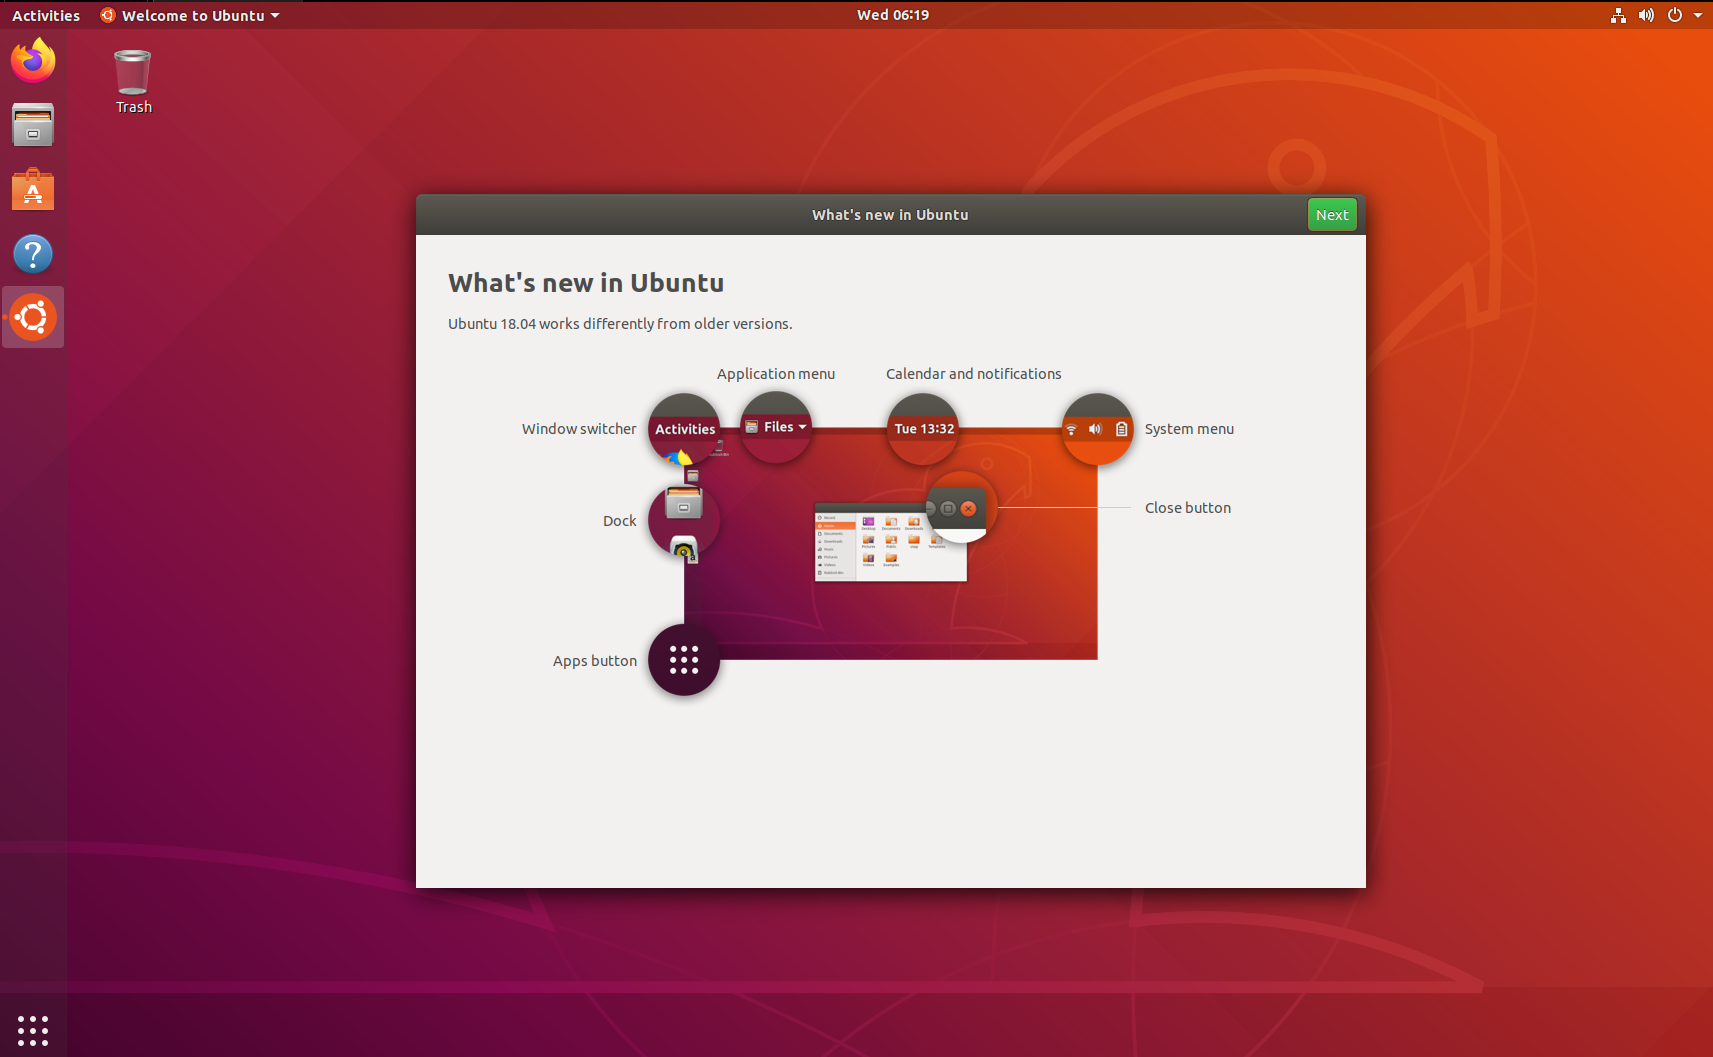 Activities Welcome to Ubuntu Wed 06:19
Trash
What's new in Ubuntu Next
What's new in Ubuntu
Ubuntu 18.04 works differently from older versions.
Application menu Calendar and notifications
Window switcher Activities Files Tue 13:32 System menu
Dock Close button
Apps button